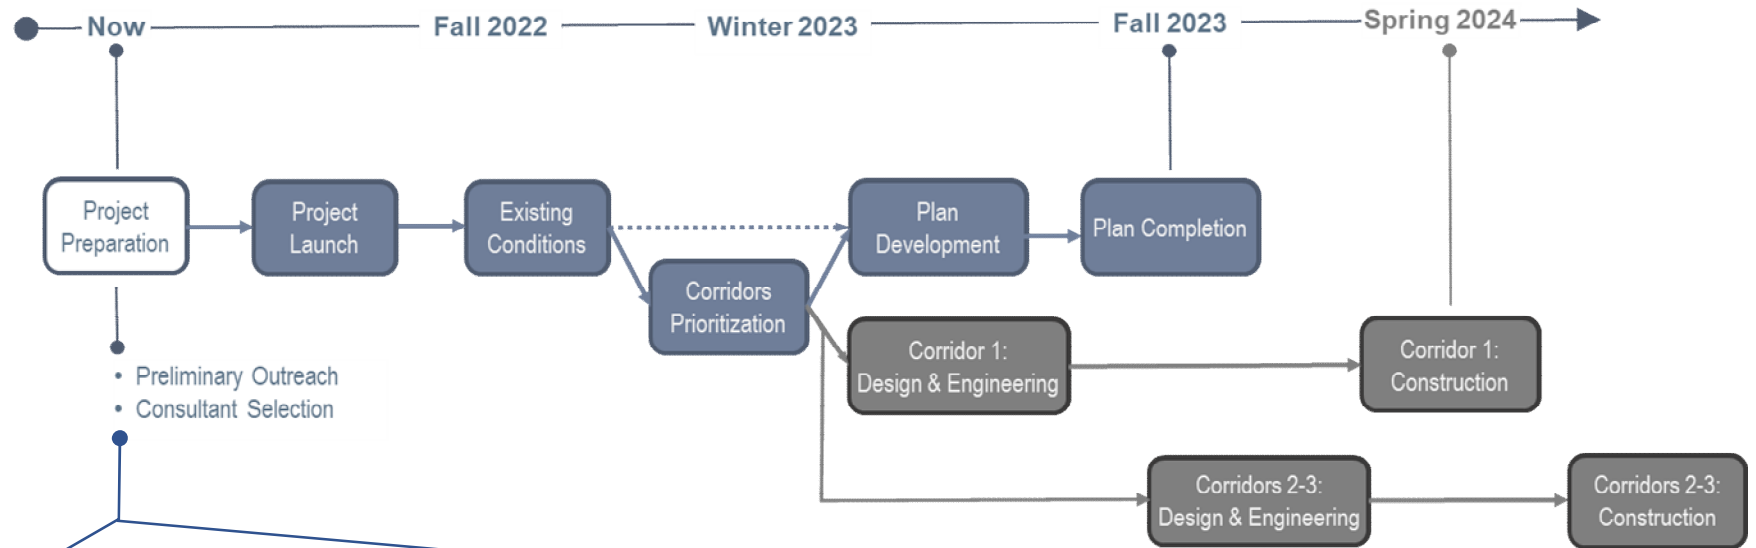 Now
Fall 2022
Winter 2023
Fall 2023
Spring 2024
Project
Preparation
Project
Launch
Existing
Conditions
Corridors
Prioritization
Plan
Development
Plan Completion
Corridor 1:
Design & Engineering
Corridor 1:
Construction
• Preliminary Outreach
• Consultant Selection
Corridors 2-3:
Design & Engineering
Corridors 2-3:
Construction